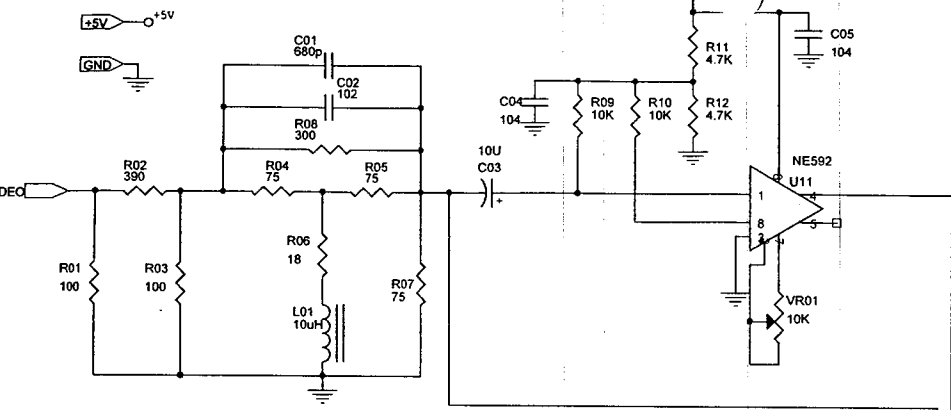 +5V
+5V
GND
C01
680p
C02
102
R08
300
R02
390
R04
75
R05
75
10U
C03
+
C04
104
R09
10K
R10
10K
R11
4.7K
R12
4.7K
C05
104
NE592
U11
1
8
4
5
DEO
R01
100
R03
100
R06
18
L01
10uH
R07
75
VR01
10K